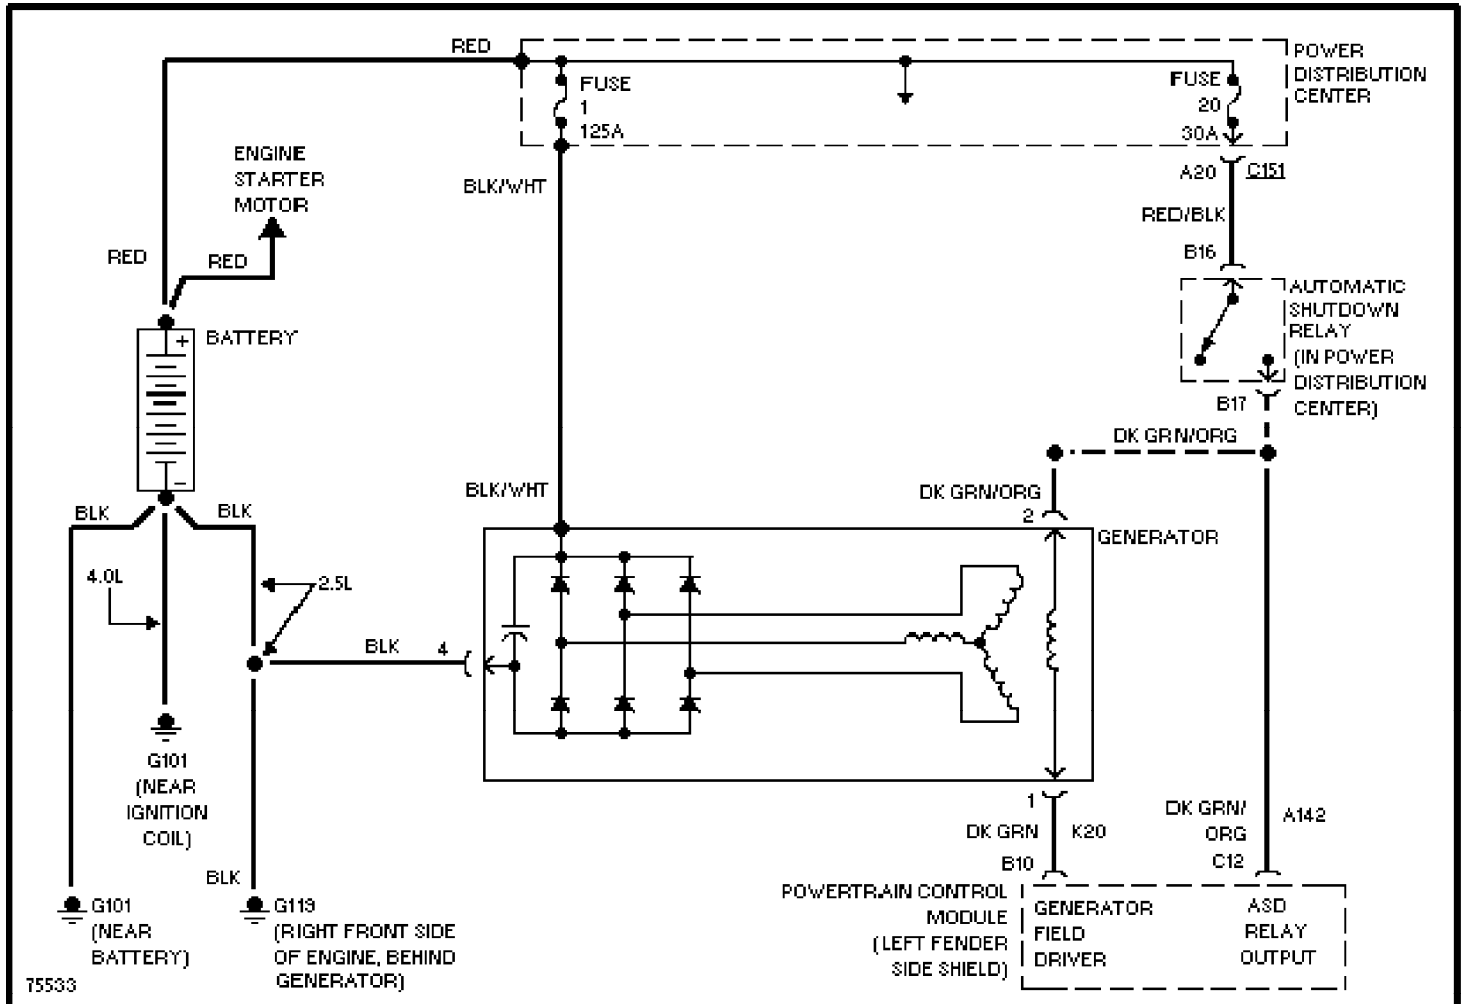 RED
POWER
DISTRIBUTION
CENTER
FUSE
1
125A
FUSE
20
30A
ENGINE
STARTER
MOTOR
BLK/WHT
A20
C151
RED/BLK
RED
RED
B16
BATTERY
+
-
AUTOMATIC
SHUTDOWN
RELAY
(IN POWER
DISTRIBUTION
CENTER)
B17
DK GRN/ORG
BLK/WHT
DK GRN/ORG
2
GENERATOR
BLK
BLK
4.0L
2.5L
BLK
4
G101
(NEAR
IGNITION
COIL)
1
DK GRN
K20
B10
DK GRN/
ORG
A142
C12
BLK
G101
(NEAR
BATTERY)
G119
(RIGHT FRONT SIDE
OF ENGINE, BEHIND
GENERATOR)
POWERTRAIN CONTROL
MODULE
(LEFT FENDER
SIDE SHIELD)
GENERATOR
FIELD
DRIVER
ASD
RELAY
OUTPUT
75533